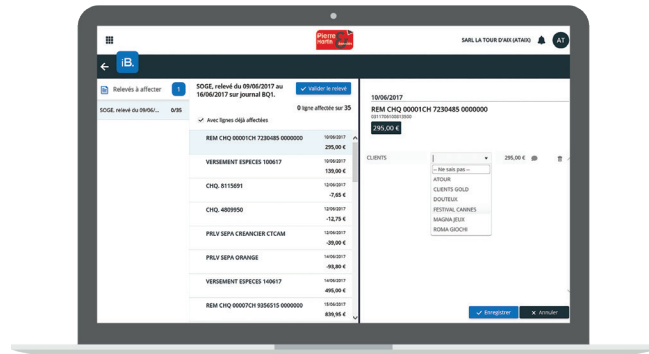 Pierre
Martin
SARL LA TOUR D'AIX (ATAIX)
AT
iB.
Relevés à affecter
1
SOGE, relevé du 09/06/... 0/35
SOGE, relevé du 09/06/2017 au
16/06/2017 sur journal BQ1.
Valider le relevé
0 ligne affectée sur 35
Avec lignes déjà affectées
REM CHQ 00001CH 7230485 0000000 10/06/2017
295,00 €
VERSEMENT ESPECES 100617 10/06/2017
139,00 €
CHQ. 8115691 12/06/2017
-7,65 €
CHQ. 4809950 12/06/2017
-12,75 €
PRLV SEPA CREANCIER CTCAM 13/06/2017
-39,00 €
PRLV SEPA ORANGE 14/06/2017
-93,80 €
VERSEMENT ESPECES 140617 14/06/2017
495,00 €
REM CHQ 00007CH 9356515 0000000 15/06/2017
839,95 €
10/06/2017
REM CHQ 00001CH 7230485 0000000
295,00 €
CLIENTS
295,00 €
-- Ne sais pas --
ATOUR
CLIENTS GOLD
DOUTEUX
FESTIVAL CANNES
MAGNA JEUX
ROMA GIOCHI
Enregistrer
Annuler